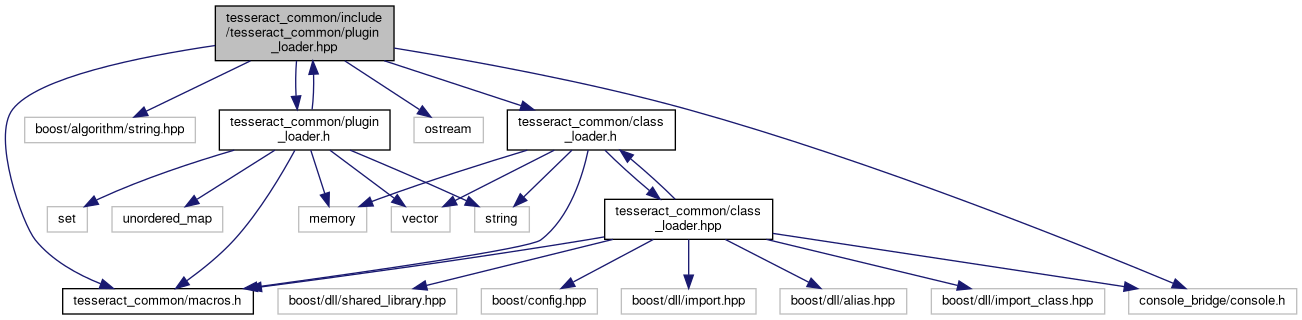 tesseract_common/include
/tesseract_common/plugin
_loader.hpp
boost/algorithm/string.hpp
tesseract_common/plugin
_loader.h
ostream
tesseract_common/class
_loader.h
set
unordered_map
memory
vector
string
tesseract_common/class
_loader.hpp
tesseract_common/macros.h
boost/dll/shared_library.hpp
boost/config.hpp
boost/dll/import.hpp
boost/dll/alias.hpp
boost/dll/import_class.hpp
console_bridge/console.h